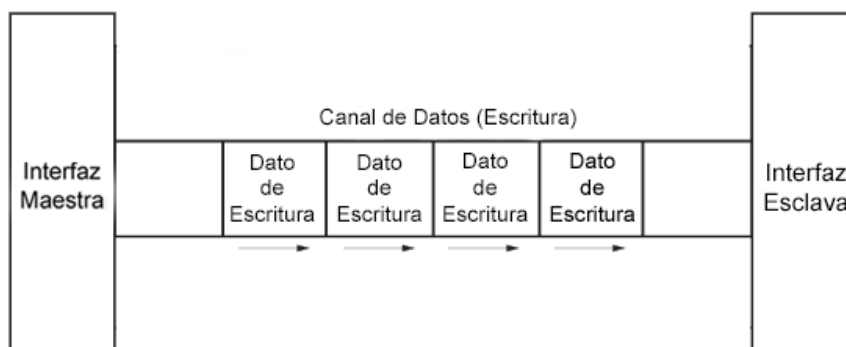 Canal de Datos (Escritura)
Interfaz
Maestra
Dato
de
Escritura
Dato
de
Escritura
Dato
de
Escritura
Dato
de
Escritura
Interfaz
Esclava